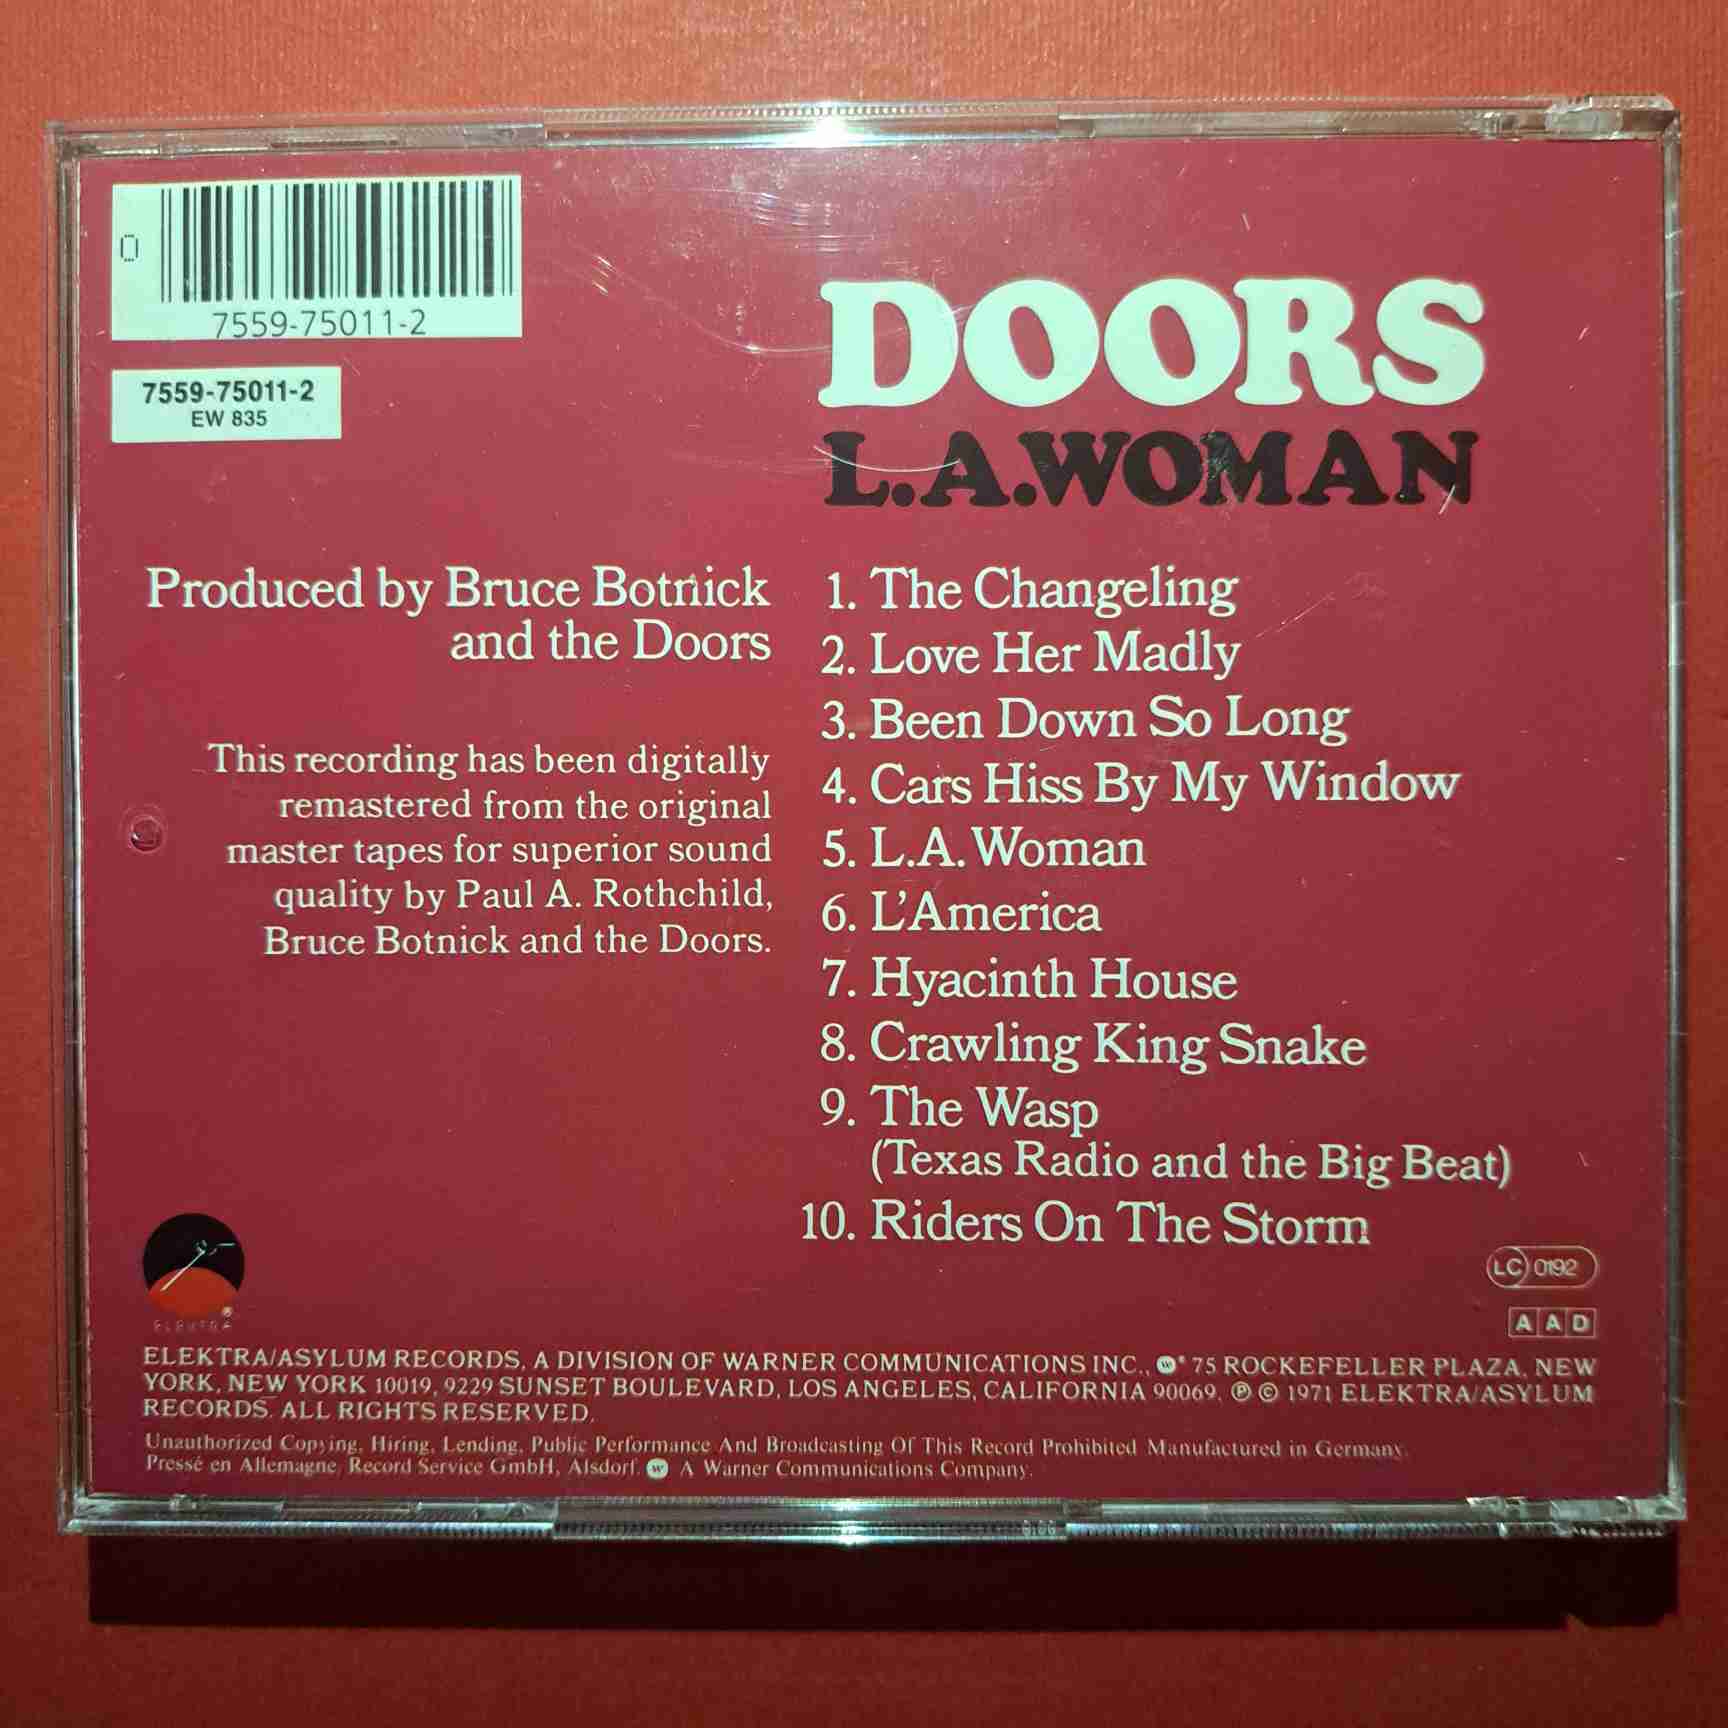 0
7559-75011-2
7559-75011-2
EW 835
DOORS
L.A.WOMAN
Produced by Bruce Botnick
and the Doors
This recording has been digitally
remastered from the original
master tapes for superior sound
quality by Paul A. Rothchild,
Bruce Botnick and the Doors.
1. The Changeling
2. Love Her Madly
3. Been Down So Long
4. Cars Hiss By My Window
5. L.A. Woman
6. L'America
7. Hyacinth House
8. Crawling King Snake
9. The Wasp
(Texas Radio and the Big Beat)
10. Riders On The Storm
LC 0192
AAD
ELEKTRA
ELEKTRA/ASYLUM RECORDS, A DIVISION OF WARNER COMMUNICATIONS INC., ® 75 ROCKEFELLER PLAZA, NEW
YORK, NEW YORK 10019, 9229 SUNSET BOULEVARD, LOS ANGELES, CALIFORNIA 90069. ℗ © 1971 ELEKTRA/ASYLUM
RECORDS. ALL RIGHTS RESERVED.
Unauthorized Copying, Hiring, Lending, Public Performance And Broadcasting Of This Record Prohibited Manufactured in Germany.
Pressé en Allemagne, Record Service GmbH, Alsdorf. A Warner Communications Company.